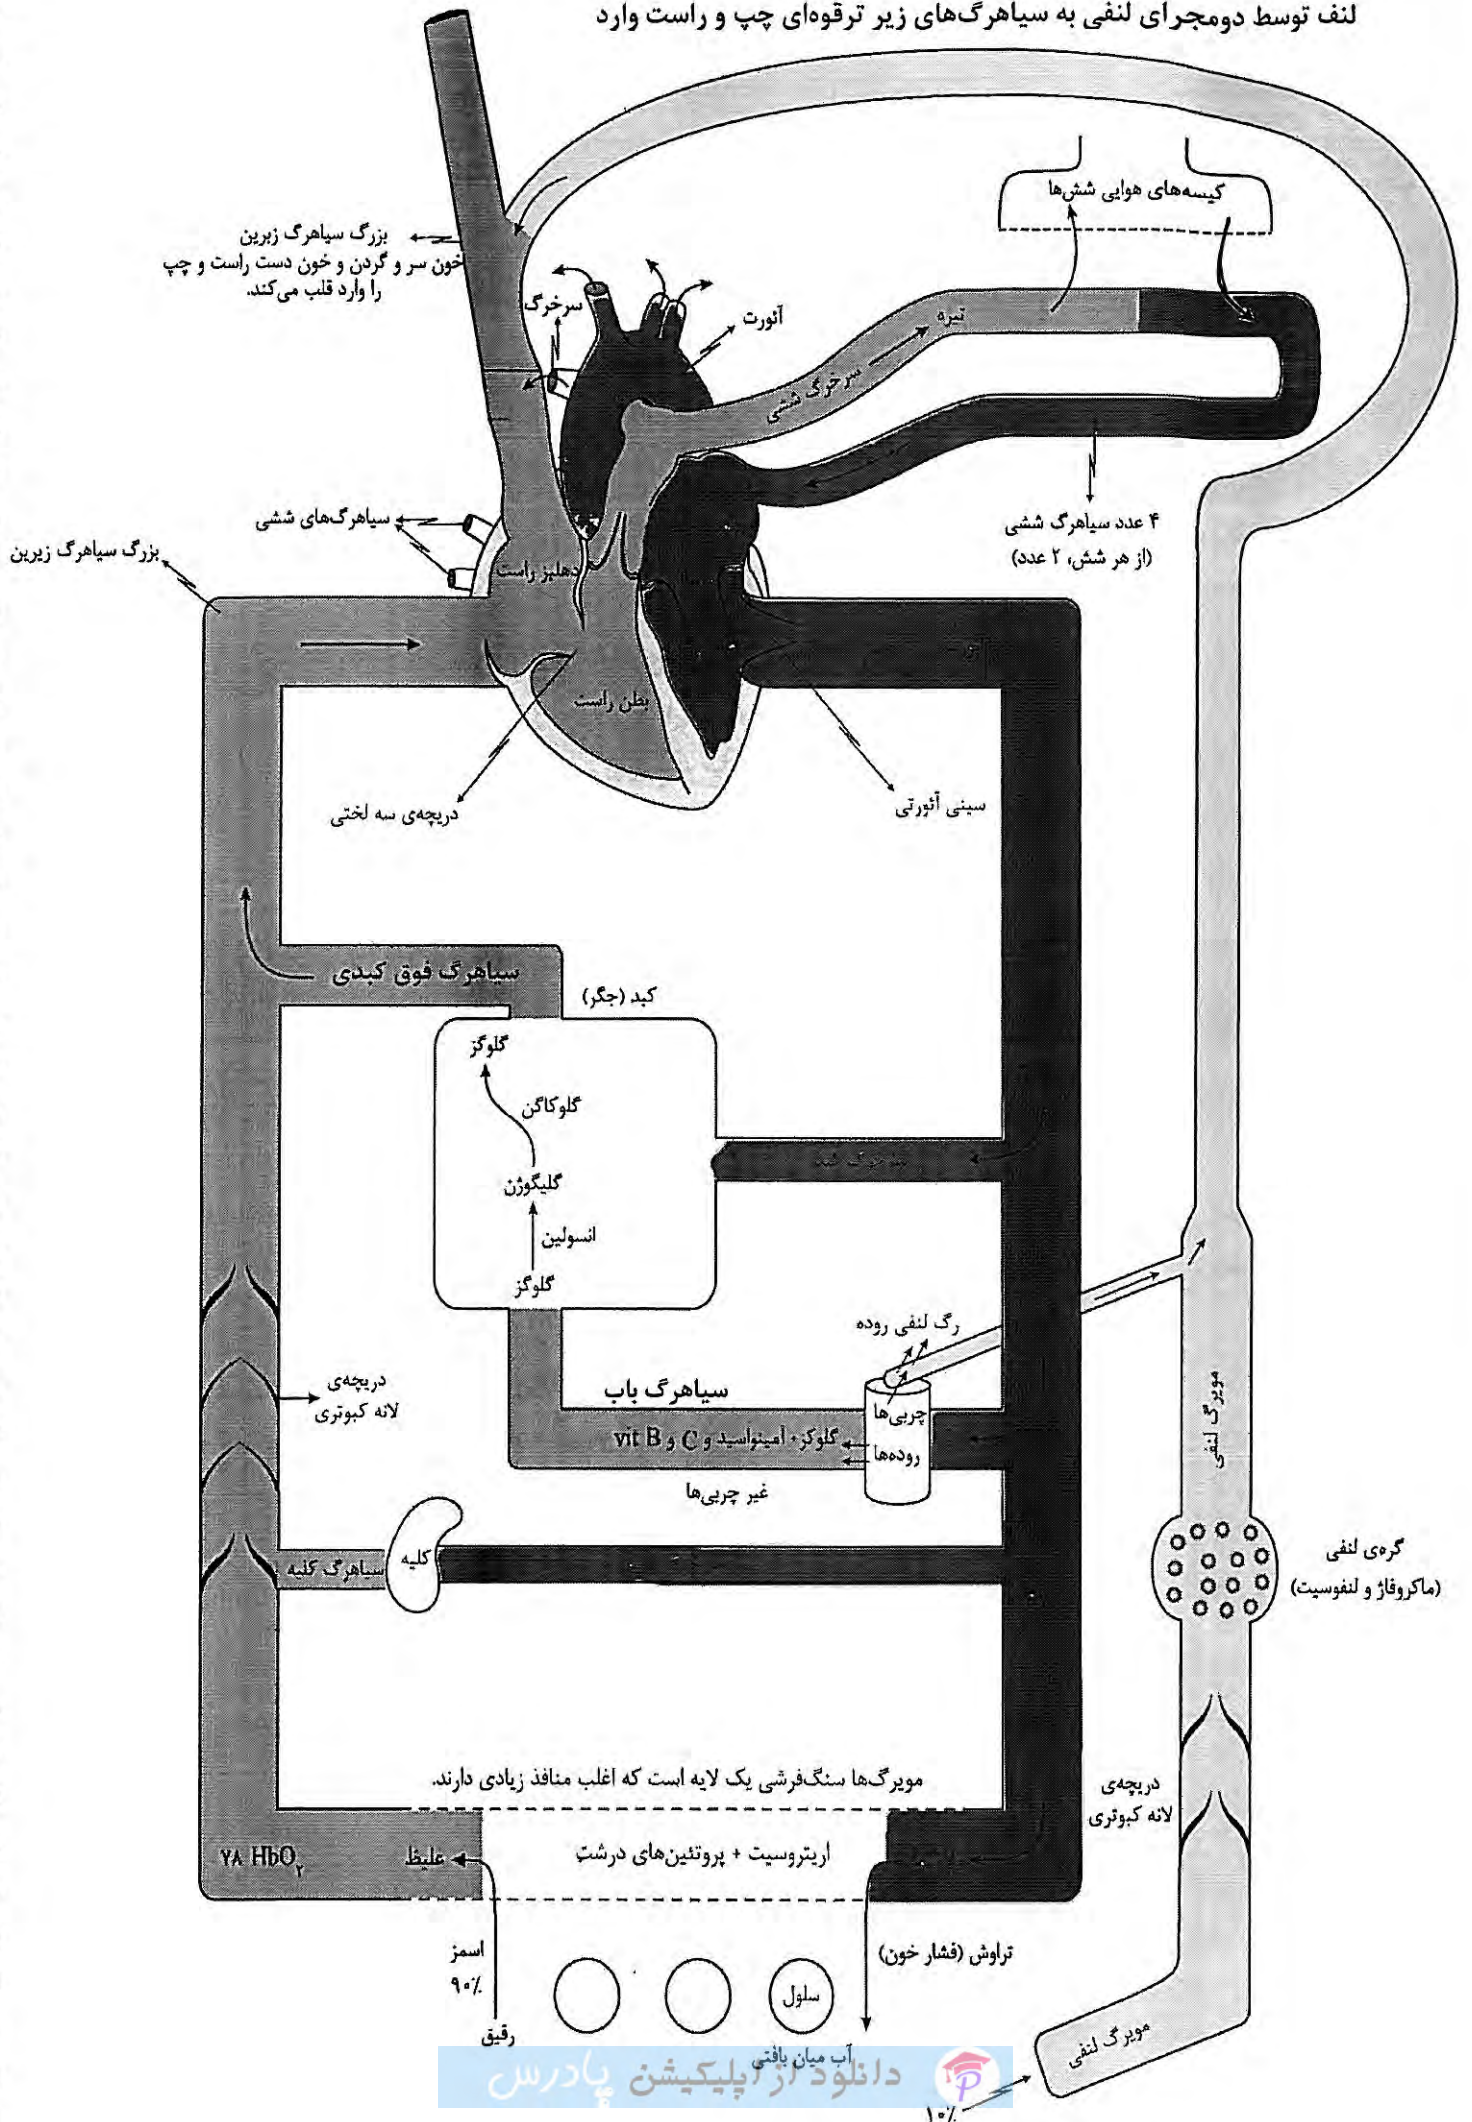 لنف توسط دومجرای لنفی به سیاهرگ‌های زیر ترقوه‌ای چپ و راست وارد
کیسه‌های هوایی شش‌ها
بزرگ سیاهرگ زبرین
خون سر و گردن و خون دست راست و چپ
را وارد قلب می‌کند.
سرخرگ
آئورت
تیره
سرخرگ ششی
سیاهرگ‌های ششی
۴ عدد سیاهرگ ششی
(از هر شش، ۲ عدد)
بزرگ سیاهرگ زیرین
دهلیز راست
بطن راست
دریچه‌ی سه لختی
سینی آئورتی
سیاهرگ فوق کبدی
کبد (جگر)
گلوگز
گلوکاگن
گلیگوژن
انسولین
گلوگز
رگ لنفی روده
دریچه‌ی
لانه کبوتری
سیاهرگ باب
چربی‌ها
گلوکز+ آمینواسید و C و vit B
روده‌ها
غیر چربی‌ها
مویرگ لنفی
سیاهرگ کلیه
کلیه
گره‌ی لنفی
(ماکروفاژ و لنفوسیت)
مویرگ‌ها سنگ‌فرشی یک لایه است که اغلب منافذ زیادی دارند.
دریچه‌ی
لانه کبوتری
۷۸ HbO۲
غلیظ
اریتروسیت + پروتئین‌های درشت
اسمز
۹۰٪
تراوش (فشار خون)
سلول
رقیق
آب میان بافتی
مویرگ لنفی
۱۰٪
دانلود از اپلیکیشن پادرس